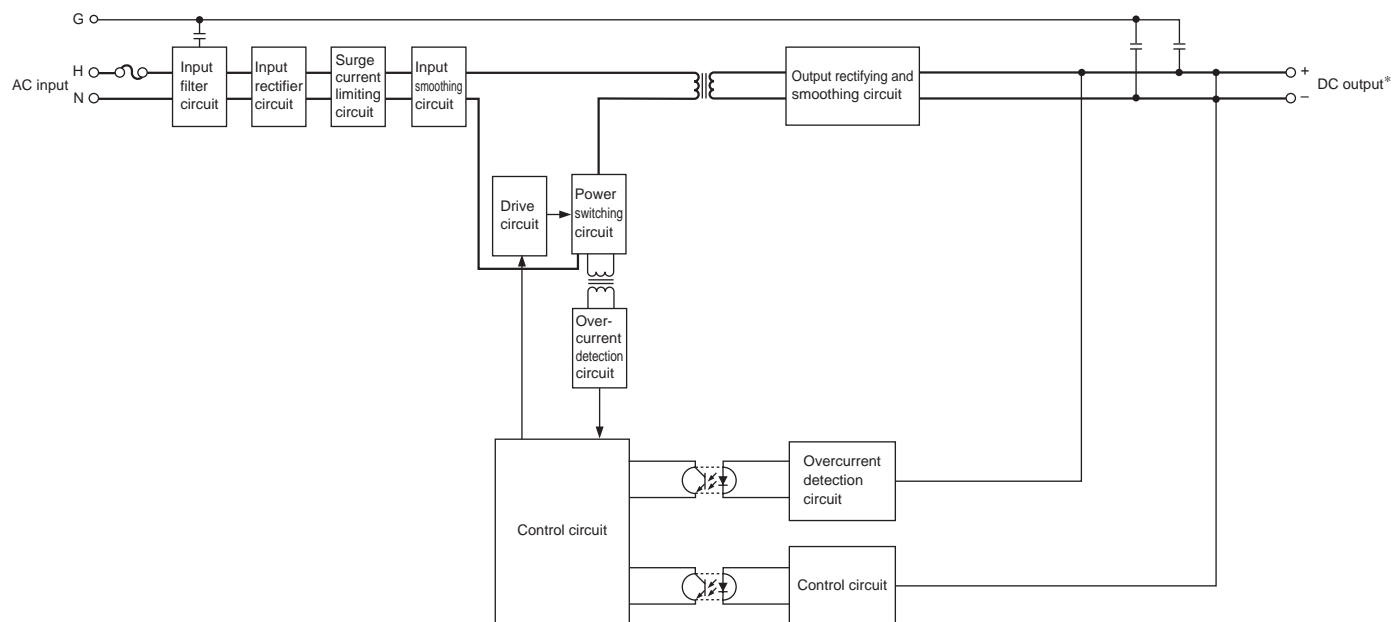 G
AC input
H
N
Input
filter
circuit
Input
rectifier
circuit
Surge
current
limiting
circuit
Input
smoothing
circuit
Output rectifying and
smoothing circuit
+
−
DC output*
Drive
circuit
Power
switching
circuit
Over-
current
detection
circuit
Control circuit
Overcurrent
detection
circuit
Control circuit